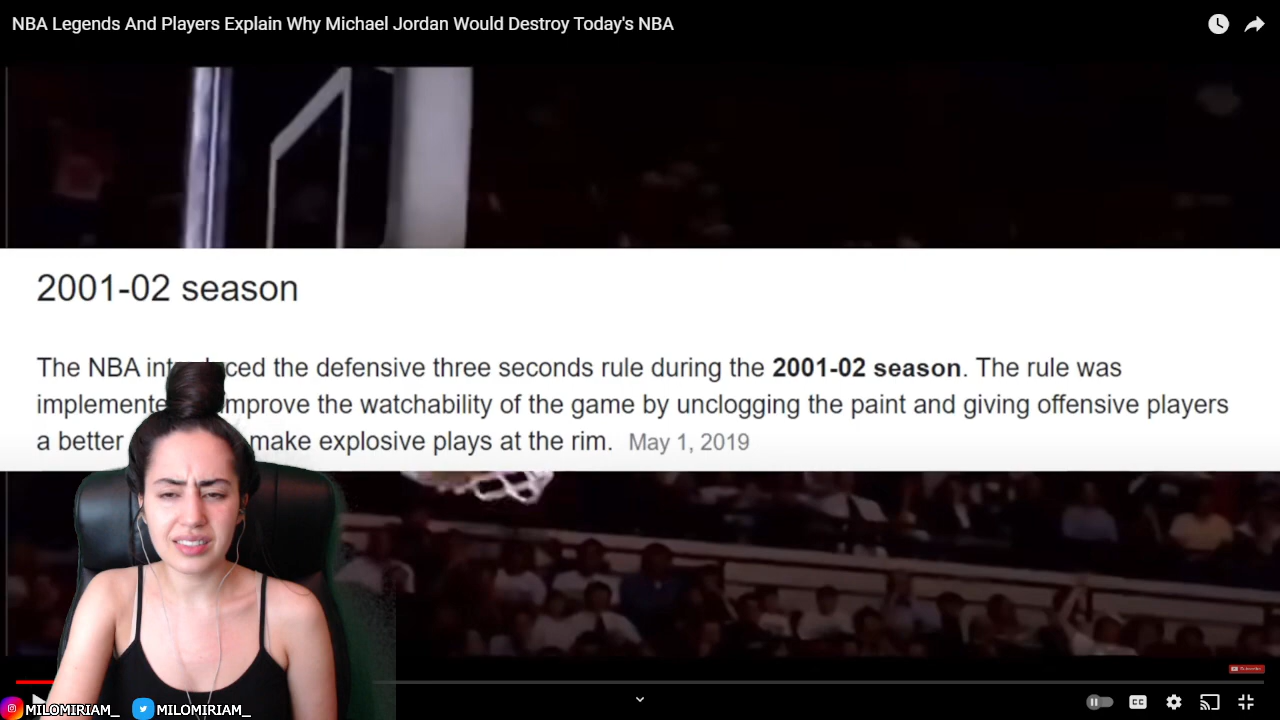 NBA Legends And Players Explain Why Michael Jordan Would Destroy Today's NBA
2001-02 season
The NBA int ced the defensive three seconds rule during the 2001-02 season. The rule was
implemente mprove the watchability of the game by unclogging the paint and giving offensive players
a better make explosive plays at the rim. May 1, 2019
CC
MILOMIRIAM_ MILOMIRIAM_